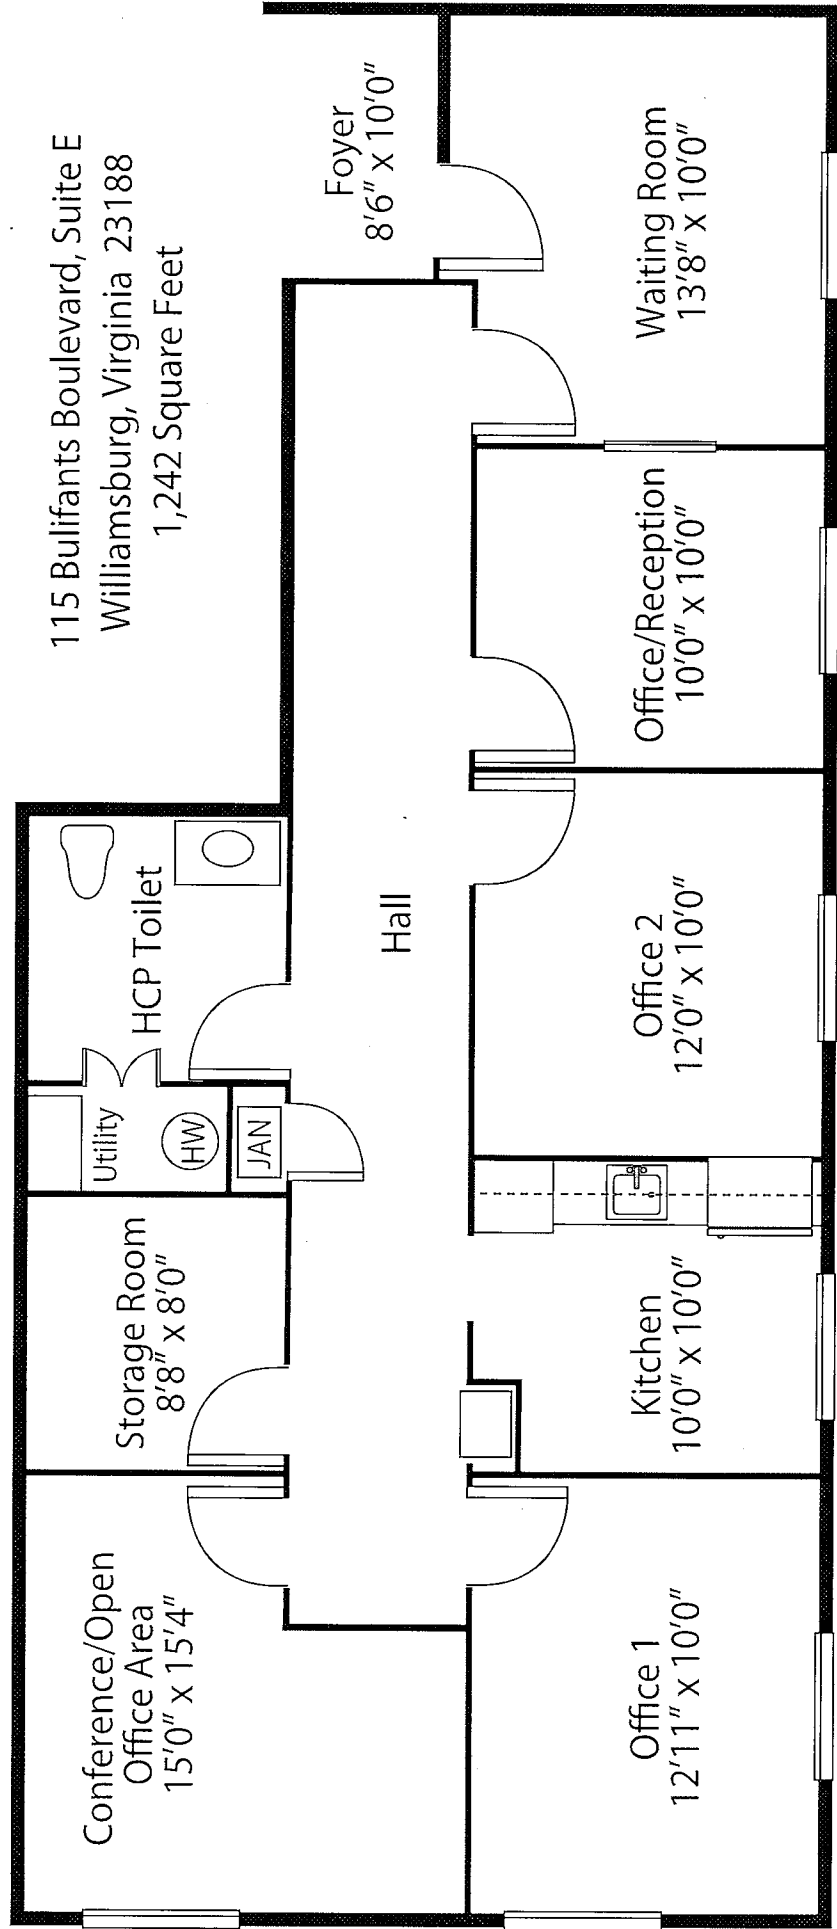 115 Bulifants Boulevard, Suite E
Williamsburg, Virginia 23188
1,242 Square Feet
Conference/Open
Office Area
15'0" x 15'4"
Storage Room
8'8" x 8'0"
Utility
HW
JAN
HCP Toilet
Hall
Foyer
8'6" x 10'0"
Office 1
12'11" x 10'0"
Kitchen
10'0" x 10'0"
Office 2
12'0" x 10'0"
Office/Reception
10'0" x 10'0"
Waiting Room
13'8" x 10'0"